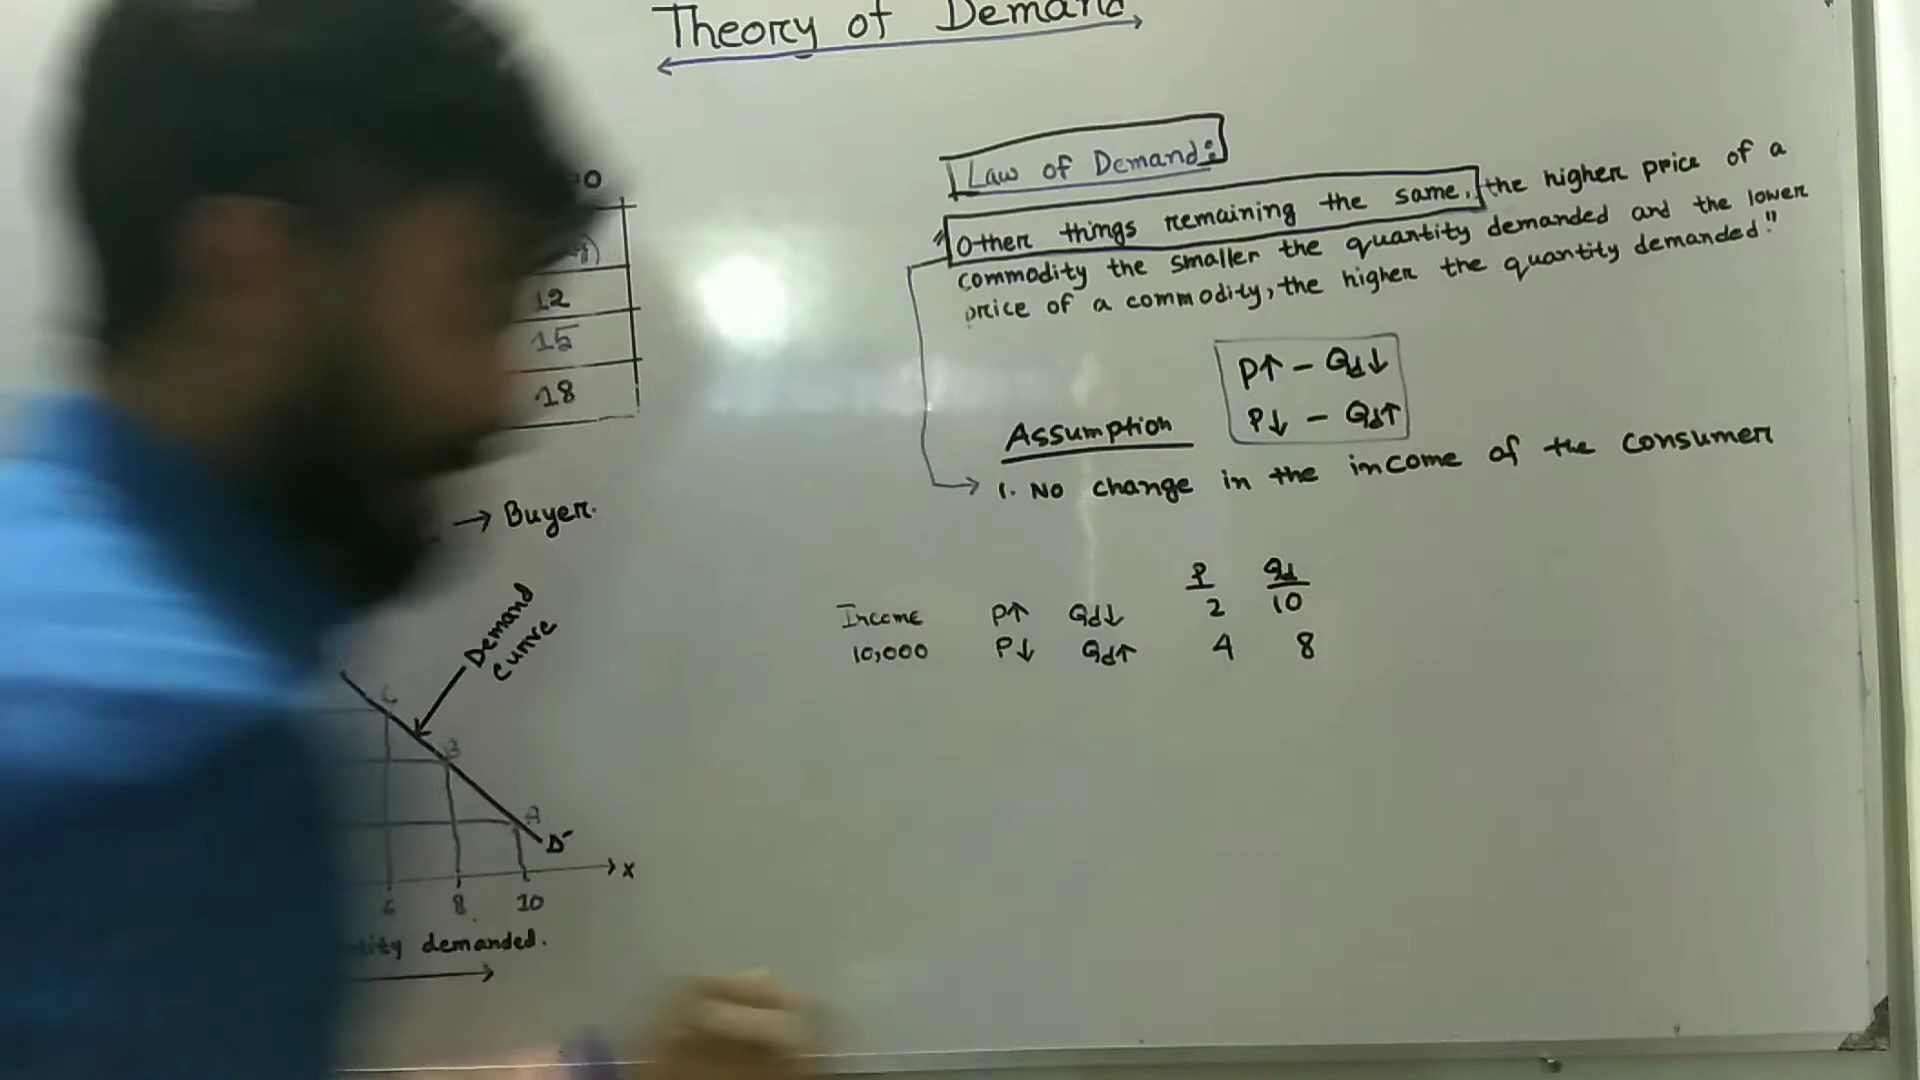 Theory of Demand
Law of Demand:
"Other things remaining the same, the higher price of a
commodity the smaller the quantity demanded and the lower
price of a commodity, the higher the quantity demanded."
P↑ - Qd↓
P↓ - Qd↑
Assumption
1. No change in the income of the consumer
P Qd
Income P↑ Qd↓ 2 10
10,000 P↓ Qd↑ 4 8
12
15
18
→ Buyer.
Demand
curve
C
B
A
D'
x
6 8 10
demanded.